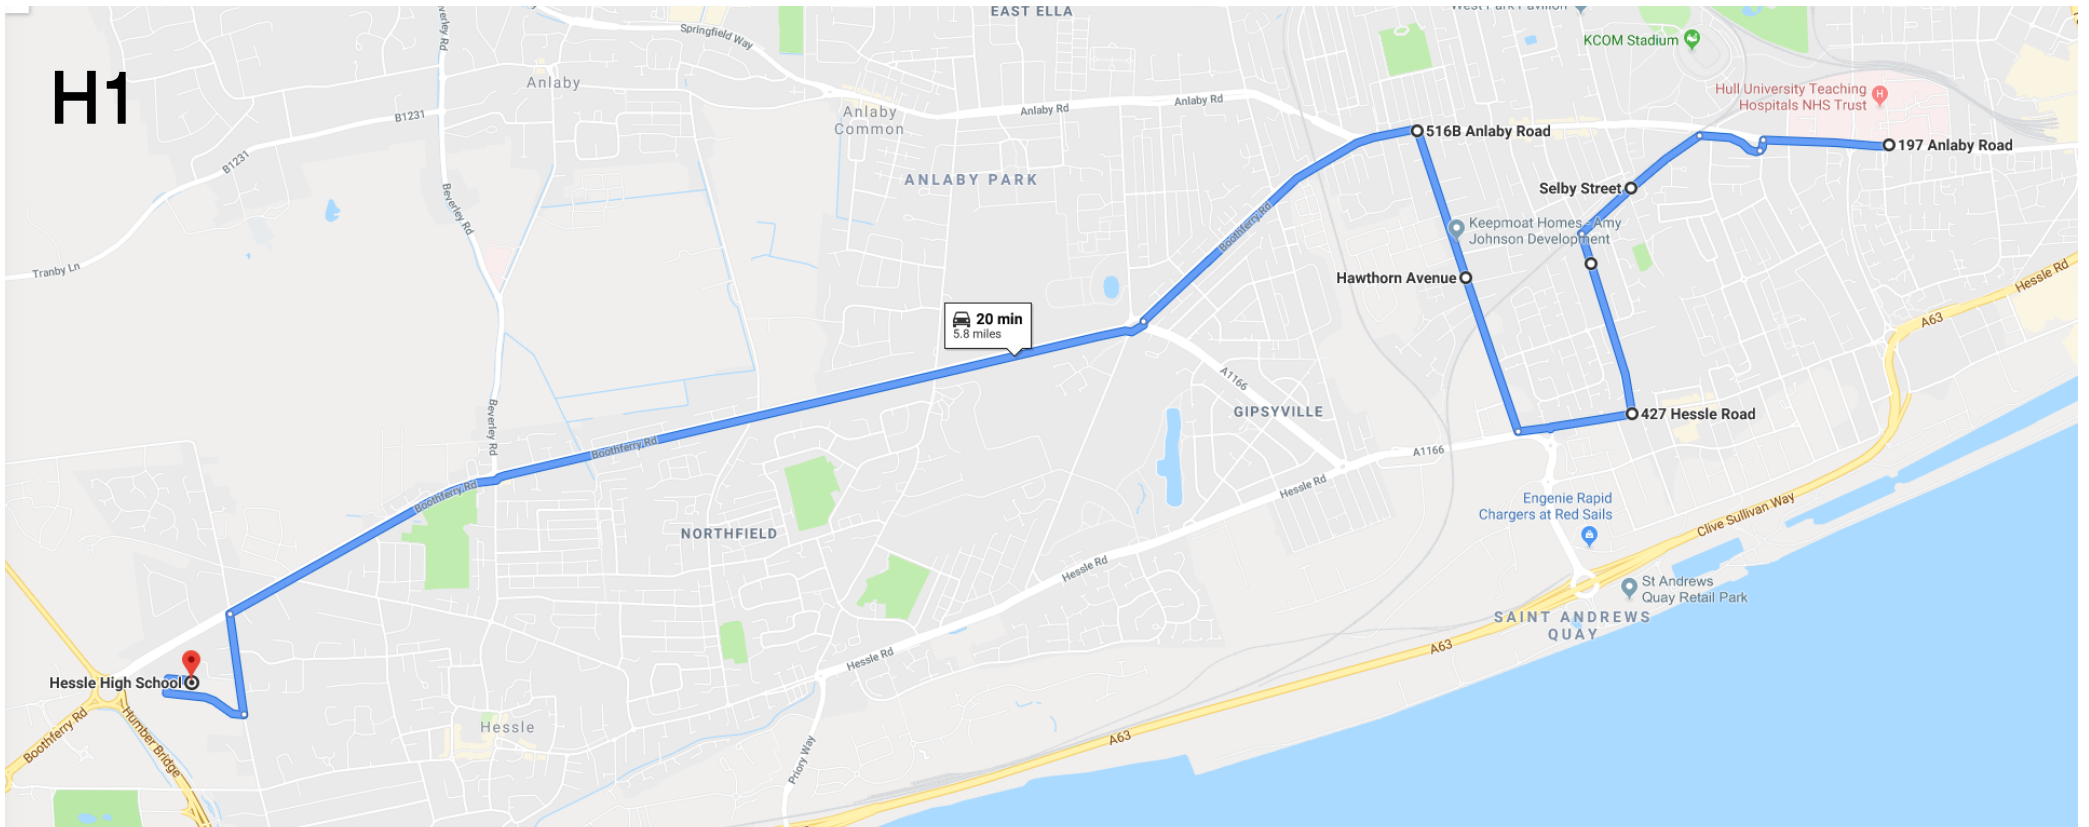 H1
EAST ELLA
West Park Pavilion
Springfield Way
Beverley Rd
KCOM Stadium
Anlaby
Hull University Teaching
Hospitals NHS Trust
Anlaby Rd
Anlaby Rd
Anlaby
Common
B1231
516B Anlaby Road
197 Anlaby Road
B1231
ANLABY PARK
Selby Street
Beverley Rd
Boothferry Rd
Keepmoat Homes - Amy
Johnson Development
Tranby Ln
Hawthorn Avenue
Hessle Rd
20 min
5.8 miles
A63
A1166
GIPSYVILLE
427 Hessle Road
Beverley Rd
Boothferry Rd
A1166
Hessle Rd
Boothferry Rd
Engenie Rapid
Chargers at Red Sails
Clive Sullivan Way
NORTHFIELD
Hessle Rd
St Andrews
Quay Retail Park
SAINT ANDREWS
QUAY
A63
Hessle Rd
Hessle High School
Boothferry Rd
Humber Bridge
Hessle
A63
Priory Way